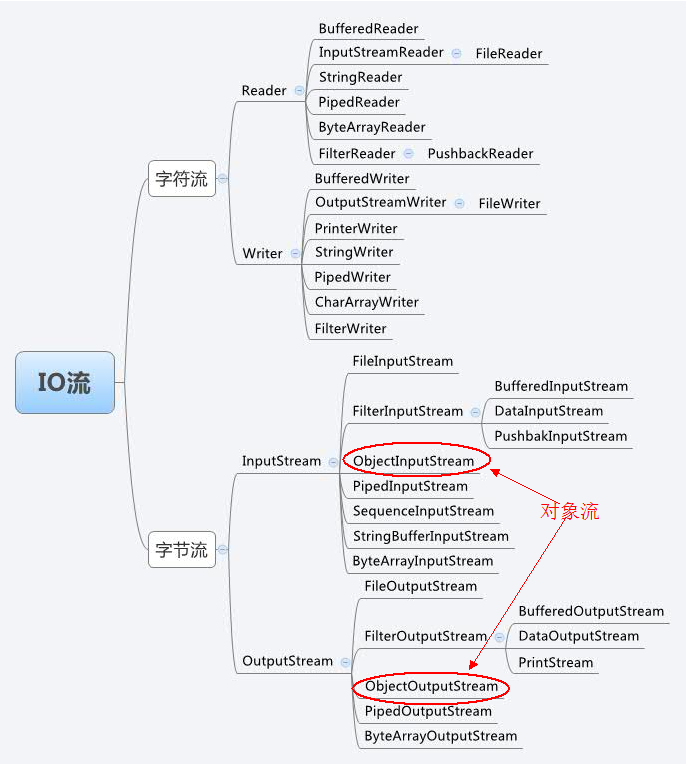 BufferedReader
InputStreamReader
FileReader
StringReader
Reader
PipedReader
ByteArrayReader
FilterReader
PushbackReader
字符流
BufferedWriter
OutputStreamWriter
FileWriter
PrinterWriter
Writer
StringWriter
PipedWriter
CharArrayWriter
FilterWriter
IO流
FileInputStream
FilterInputStream
BufferedInputStream
DataInputStream
PushbakInputStream
InputStream
ObjectInputStream
PipedInputStream
SequenceInputStream
对象流
StringBufferInputStream
ByteArrayInputStream
字节流
FileOutputStream
FilterOutputStream
BufferedOutputStream
DataOutputStream
PrintStream
OutputStream
ObjectOutputStream
PipedOutputStream
ByteArrayOutputStream